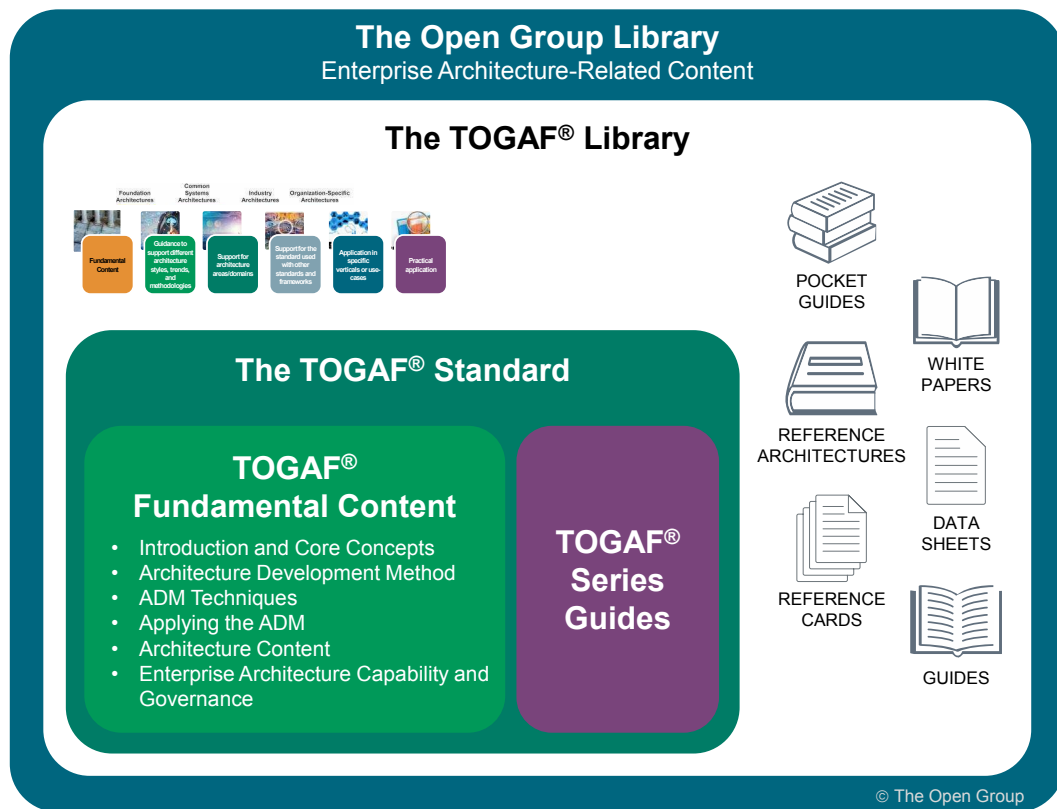 The Open Group Library
Enterprise Architecture-Related Content
The TOGAF® Library
Foundation
Architectures
Common
Systems
Architectures
Industry
Architectures
Organization-Specific
Architectures
Fundamental
Content
Guidance to
support different
architecture
styles, trends,
and
methodologies
Support for
architecture
areas/domains
Support for the
standard used
with other
standards and
frameworks
Application in
specific
verticals or use-
cases
Practical
application
POCKET
GUIDES
WHITE
PAPERS
REFERENCE
ARCHITECTURES
DATA
SHEETS
REFERENCE
CARDS
GUIDES
The TOGAF® Standard
TOGAF®
Fundamental Content
• Introduction and Core Concepts
• Architecture Development Method
• ADM Techniques
• Applying the ADM
• Architecture Content
• Enterprise Architecture Capability and
Governance
TOGAF®
Series
Guides
© The Open Group